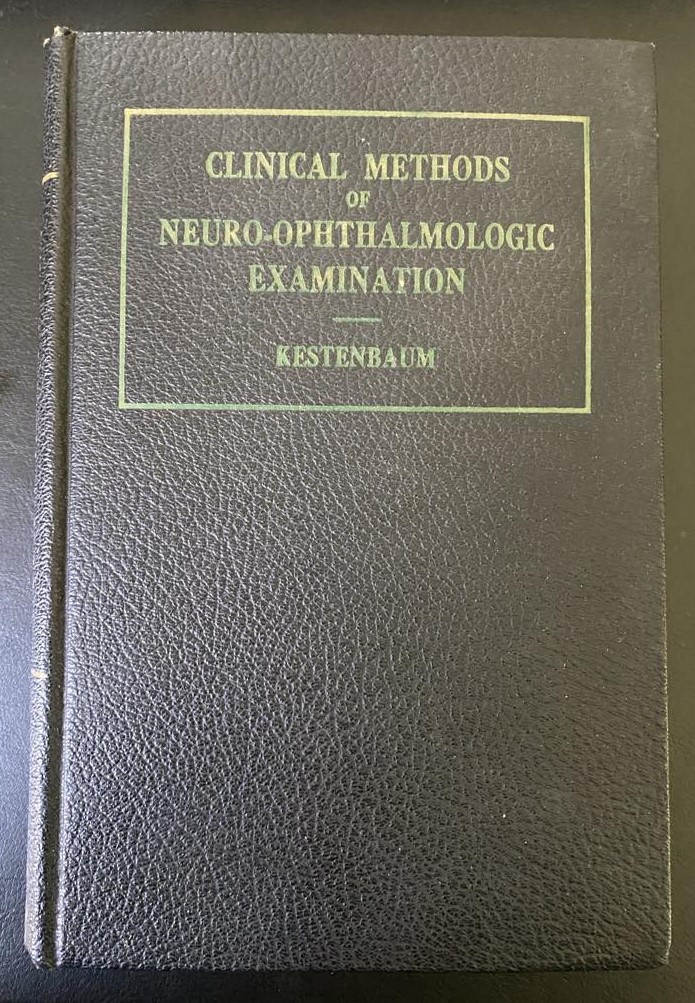 CLINICAL METHODS
OF
NEURO-OPHTHALMOLOGIC
EXAMINATION
KESTENBAUM